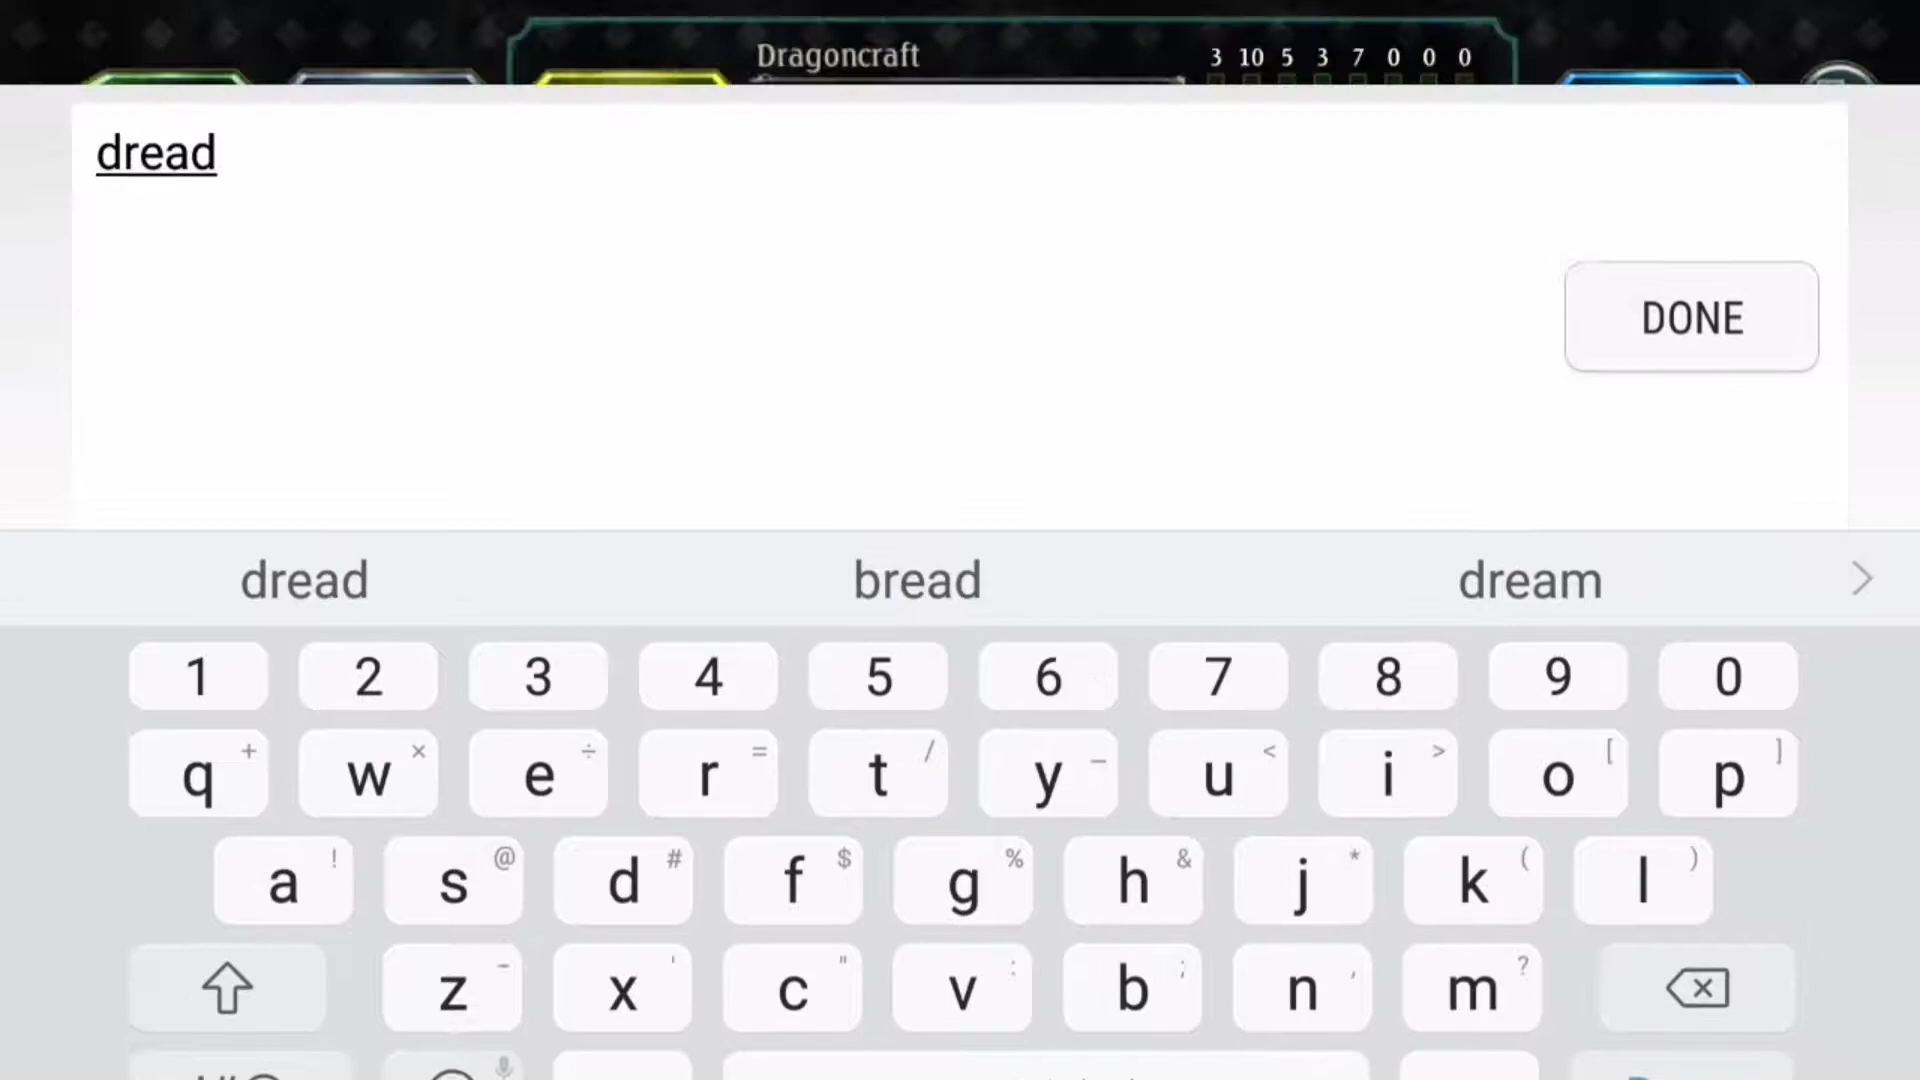 Dragoncraft 3 10 5 3 7 0 0 0
dread
DONE
dread bread dream
1 2 3 4 5 6 7 8 9 0
q + w × e ÷ r = t / y _ u < i > o [ p ]
a ! s @ d # f $ g % h & j * k ( l )
z - x ' c " v : b ; n , m ?